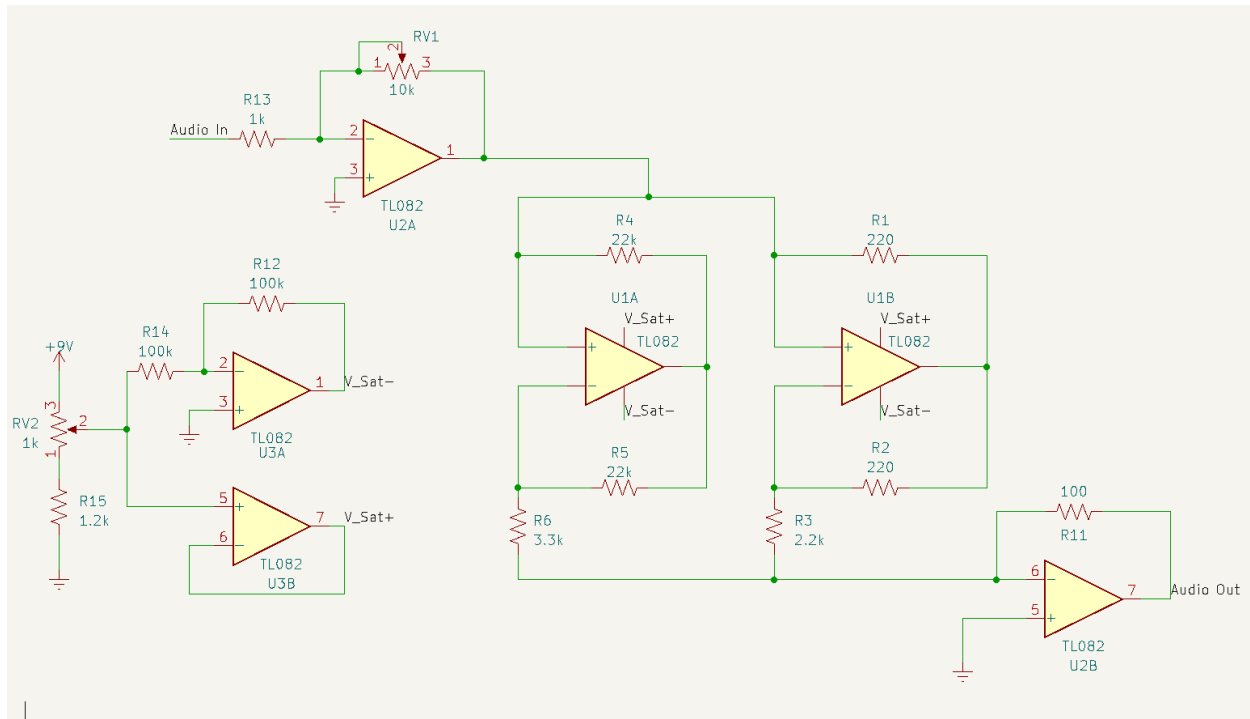 RV1
2
1
3
10k
R13
1k
Audio In
2
−
1
3
+
TL082
U2A
R4
22k
R1
220
R12
100k
U1A
U1B
V_Sat+
V_Sat+
R14
100k
+
TL082
+
TL082
+9V
2
−
1
V_Sat-
−
−
3
RV2
2
3
+
V_Sat-
V_Sat-
1k
1
TL082
U3A
R5
22k
R2
220
R15
1.2k
5
+
7
V_Sat+
6
−
R6
3.3k
R3
2.2k
100
R11
TL082
U3B
6
−
7
Audio Out
5
+
TL082
U2B